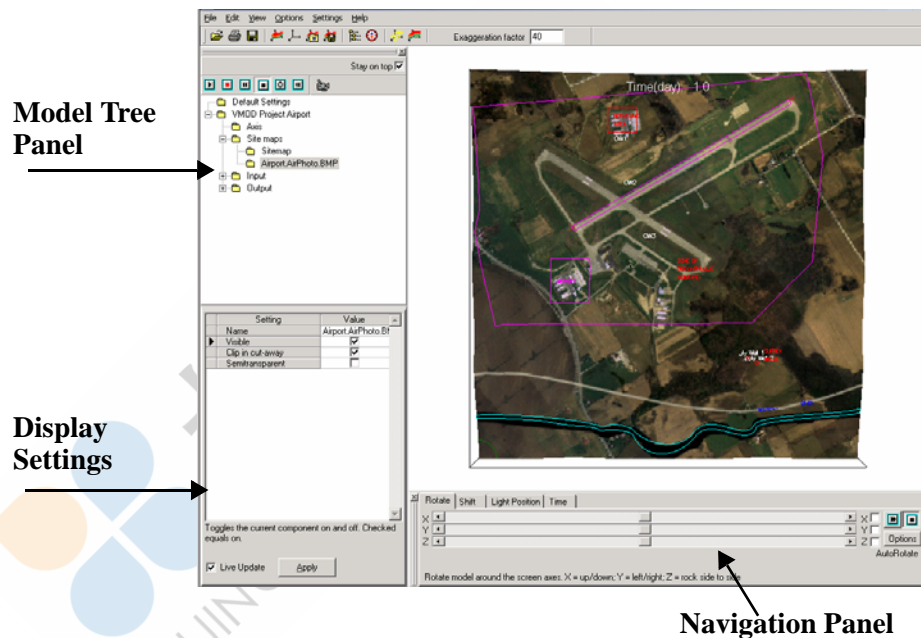 File Edit View Options Settings Help
Exaggeration factor 40
Stay on top
Default Settings
VMOD Project Airport
Axis
Site maps
Sitemap
Airport.AirPhoto.BMP
Input
Output
Model Tree
Panel
Time(day): 1.0
OW2
OW3
Setting Value
Name Airport.AirPhoto.B
Visible
Clip in cut-away
Semitransparent
Display
Settings
Toggles the current component on and off. Checked
equals on.
Live Update Apply
Rotate Shift Light Position Time
X X
Y Y
Z Z
Options
AutoRotate
Rotate model around the screen axes. X = up/down; Y = left/right; Z = rock side to side
Navigation Panel